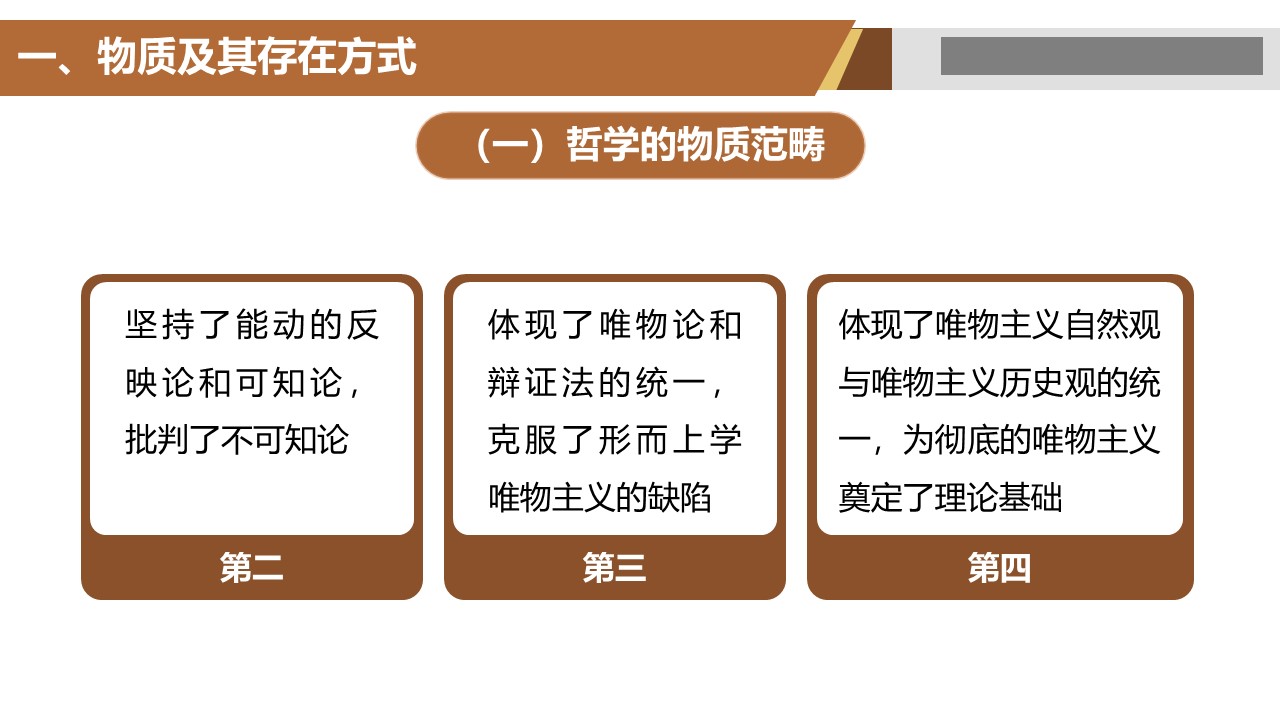 一、物质及其存在方式
（一）哲学的物质范畴
坚持了能动的反
映论和可知论，
批判了不可知论
第二
体现了唯物论和
辩证法的统一，
克服了形而上学
唯物主义的缺陷
第三
体现了唯物主义自然观
与唯物主义历史观的统
一，为彻底的唯物主义
奠定了理论基础
第四